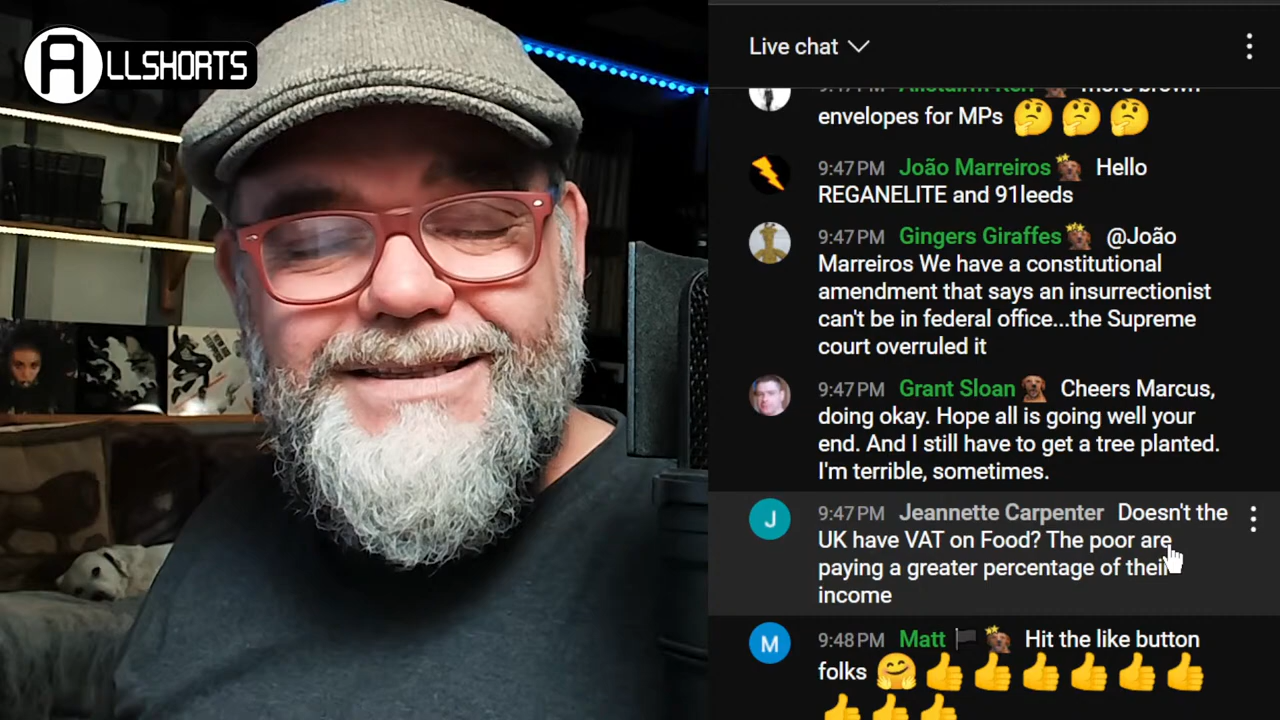 ALLSHORTS
Live chat
envelopes for MPs 🤔🤔🤔
9:47 PM João Marreiros Hello
REGANELITE and 91leeds
9:47 PM Gingers Giraffes @João
Marreiros We have a constitutional
amendment that says an insurrectionist
can't be in federal office...the Supreme
court overruled it
9:47 PM Grant Sloan Cheers Marcus,
doing okay. Hope all is going well your
end. And I still have to get a tree planted.
I'm terrible, sometimes.
J
9:47 PM Jeannette Carpenter Doesn't the
UK have VAT on Food? The poor are
paying a greater percentage of their
income
M
9:48 PM Matt Hit the like button
folks 🤗👍👍👍👍👍👍
👍👍👍